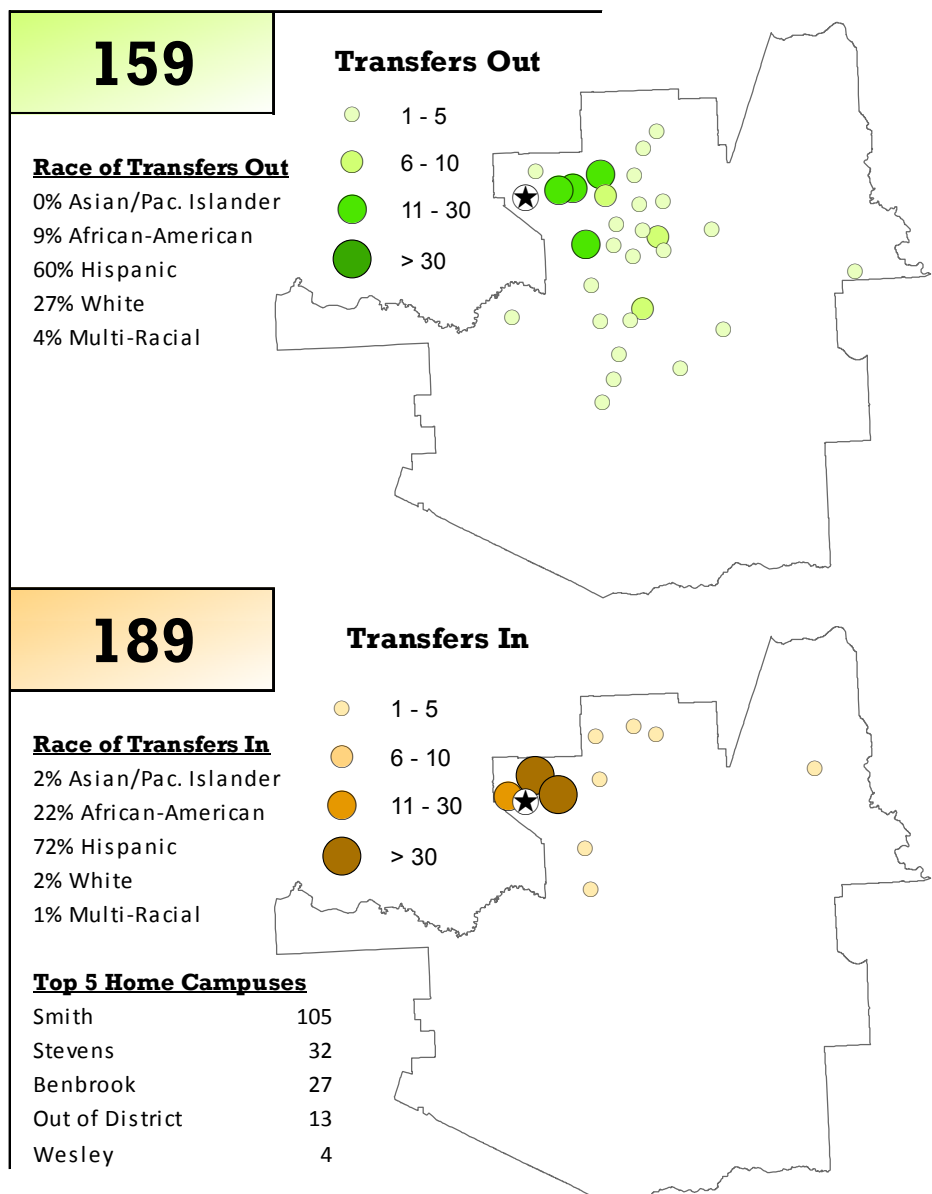 159
Transfers Out
1 - 5
6 - 10
11 - 30
> 30
Race of Transfers Out
0% Asian/Pac. Islander
9% African-American
60% Hispanic
27% White
4% Multi-Racial
189
Transfers In
1 - 5
6 - 10
11 - 30
> 30
Race of Transfers In
2% Asian/Pac. Islander
22% African-American
72% Hispanic
2% White
1% Multi-Racial
Top 5 Home Campuses
Smith 105
Stevens 32
Benbrook 27
Out of District 13
Wesley 4